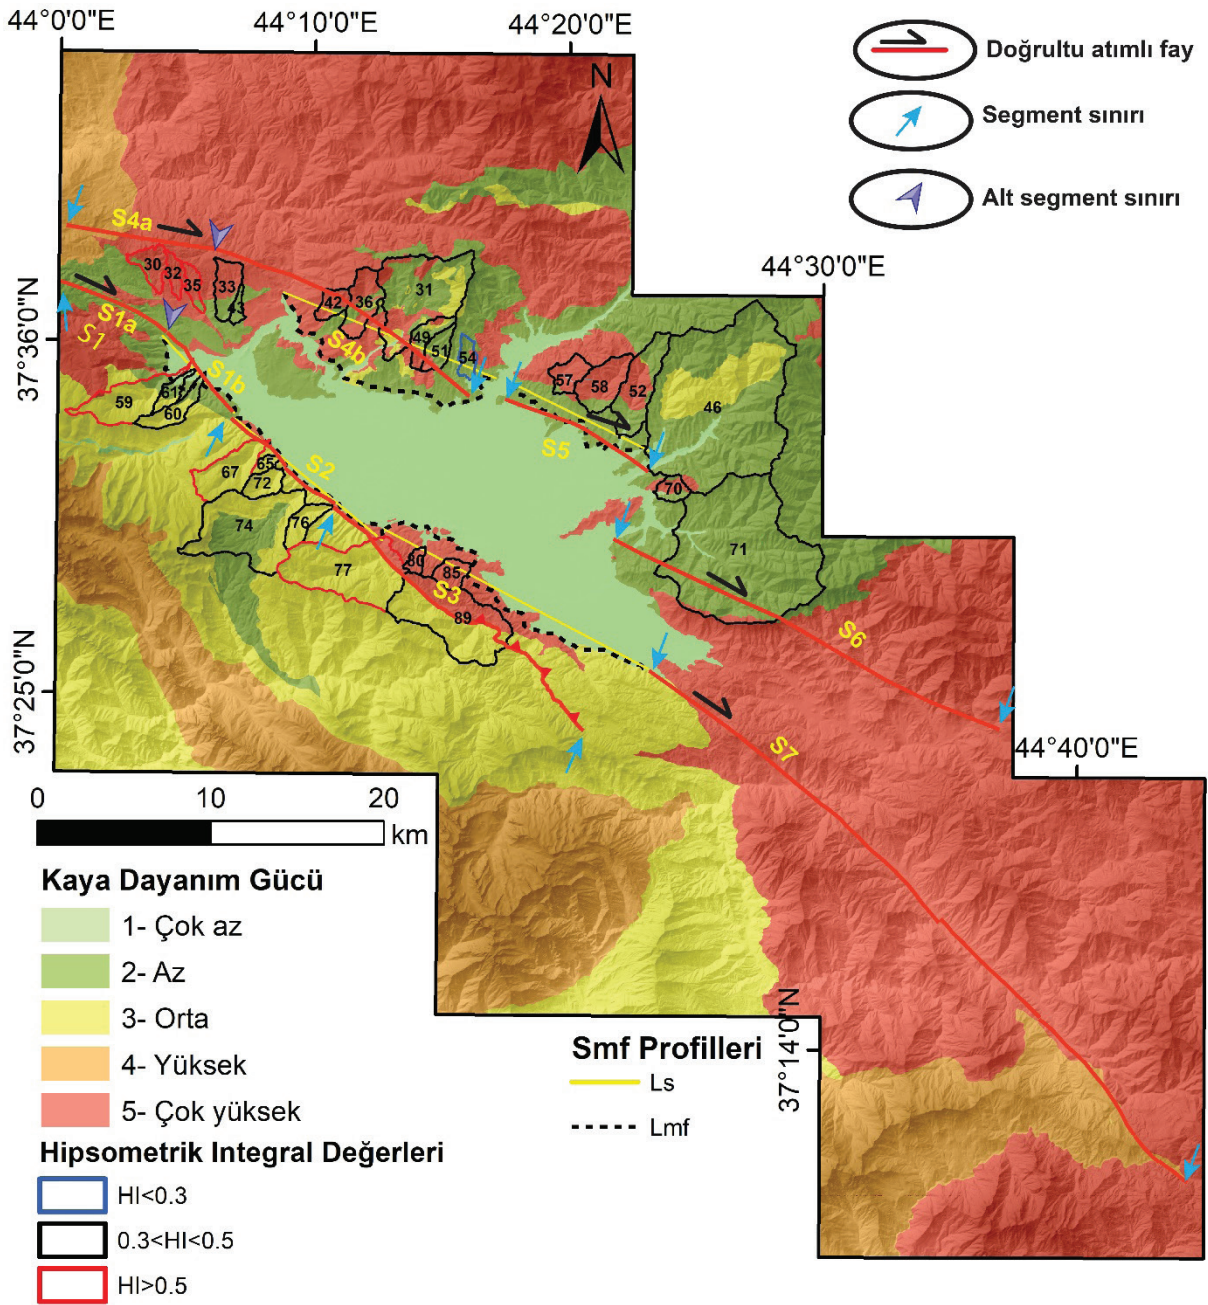 44°0'0"E
44°10'0"E
44°20'0"E
Doğrultu atımlı fay
Segment sınırı
Alt segment sınırı
N
44°30'0"E
37°36'0"N
S4a
30
32
35
33
43
S1a
S1
S1b
42
36
31
S4b
49
51
54
57
58
52
46
59
61
60
S5
67
65
72
S2
70
74
76
77
80
85
S3
89
71
S6
37°25'0"N
S7
44°40'0"E
0 10 20
km
Kaya Dayanım Gücü
1- Çok az
2- Az
3- Orta
4- Yüksek
5- Çok yüksek
Hipsometrik Integral Değerleri
HI<0.3
0.3<HI<0.5
HI>0.5
Smf Profilleri
Ls
Lmf
37°14'0"N